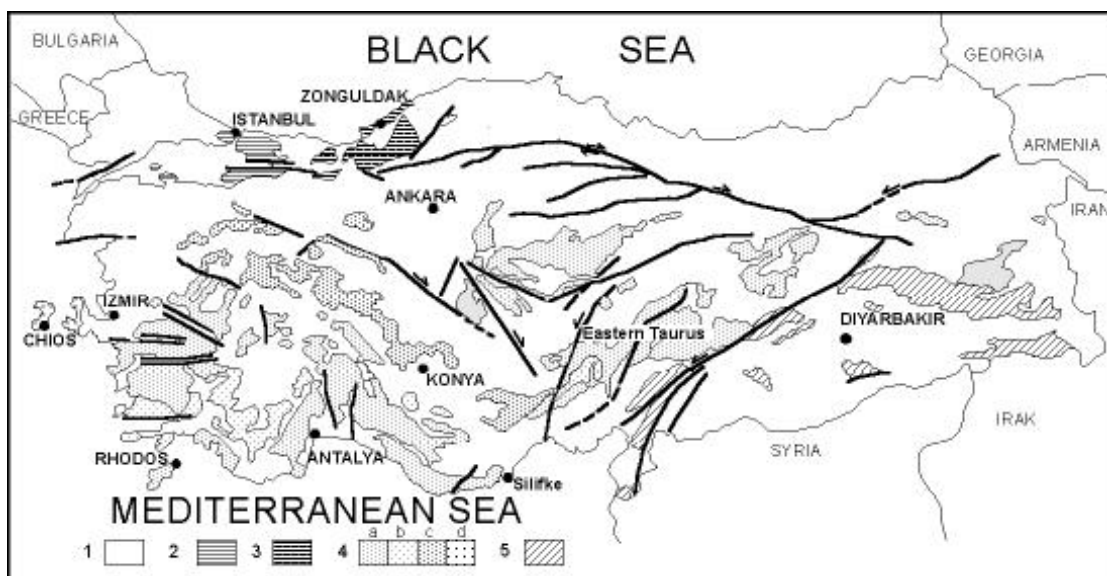 BULGARIA
BLACK SEA
GEORGIA
ZONGULDAK
GREECE
ISTANBUL
ARMENIA
ANKARA
IRAN
IZMIR
CHIOS
Eastern Taurus
DIYARBAKIR
KONYA
IRAK
SYRIA
RHODOS
ANTALYA
Silifke
MEDITERRANEAN SEA
a b c d
1 2 3 4 5